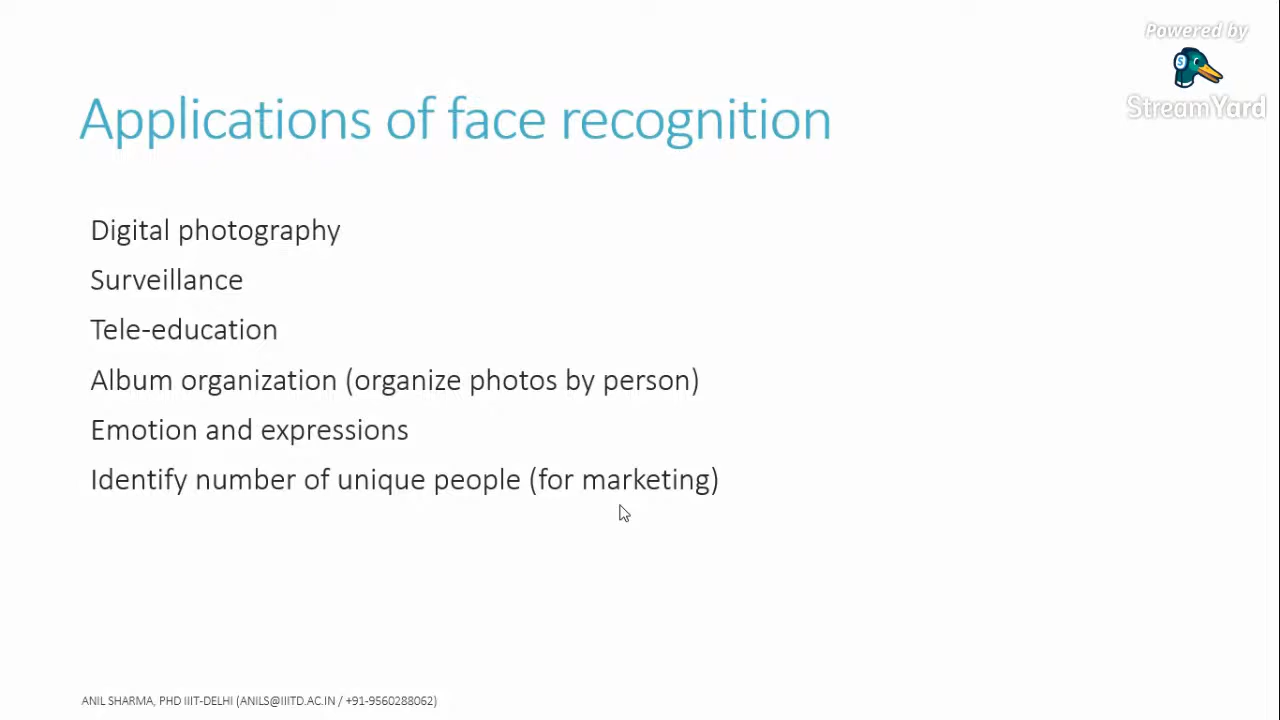 Powered by
StreamYard
Applications of face recognition
Digital photography
Surveillance
Tele-education
Album organization (organize photos by person)
Emotion and expressions
Identify number of unique people (for marketing)
ANIL SHARMA, PHD IIIT-DELHI (ANILS@IIITD.AC.IN / +91-9560288062)